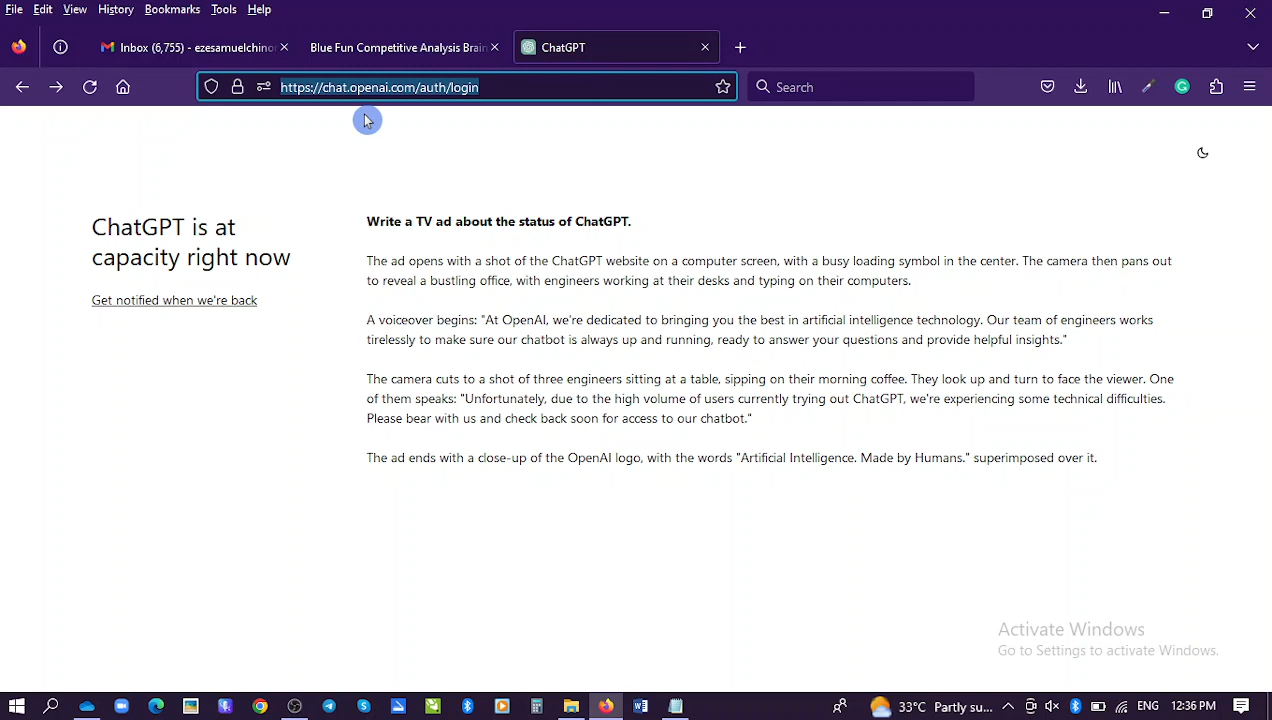 File Edit View History Bookmarks Tools Help
Inbox (6,755) - ezesamuelchinor
Blue Fun Competitive Analysis Brain
ChatGPT
https://chat.openai.com/auth/login
Search
ChatGPT is at
capacity right now
Get notified when we're back
Write a TV ad about the status of ChatGPT.
The ad opens with a shot of the ChatGPT website on a computer screen, with a busy loading symbol in the center. The camera then pans out
to reveal a bustling office, with engineers working at their desks and typing on their computers.
A voiceover begins: "At OpenAI, we're dedicated to bringing you the best in artificial intelligence technology. Our team of engineers works
tirelessly to make sure our chatbot is always up and running, ready to answer your questions and provide helpful insights."
The camera cuts to a shot of three engineers sitting at a table, sipping on their morning coffee. They look up and turn to face the viewer. One
of them speaks: "Unfortunately, due to the high volume of users currently trying out ChatGPT, we're experiencing some technical difficulties.
Please bear with us and check back soon for access to our chatbot."
The ad ends with a close-up of the OpenAI logo, with the words "Artificial Intelligence. Made by Humans." superimposed over it.
Activate Windows
Go to Settings to activate Windows.
33°C Partly su... ENG 12:36 PM